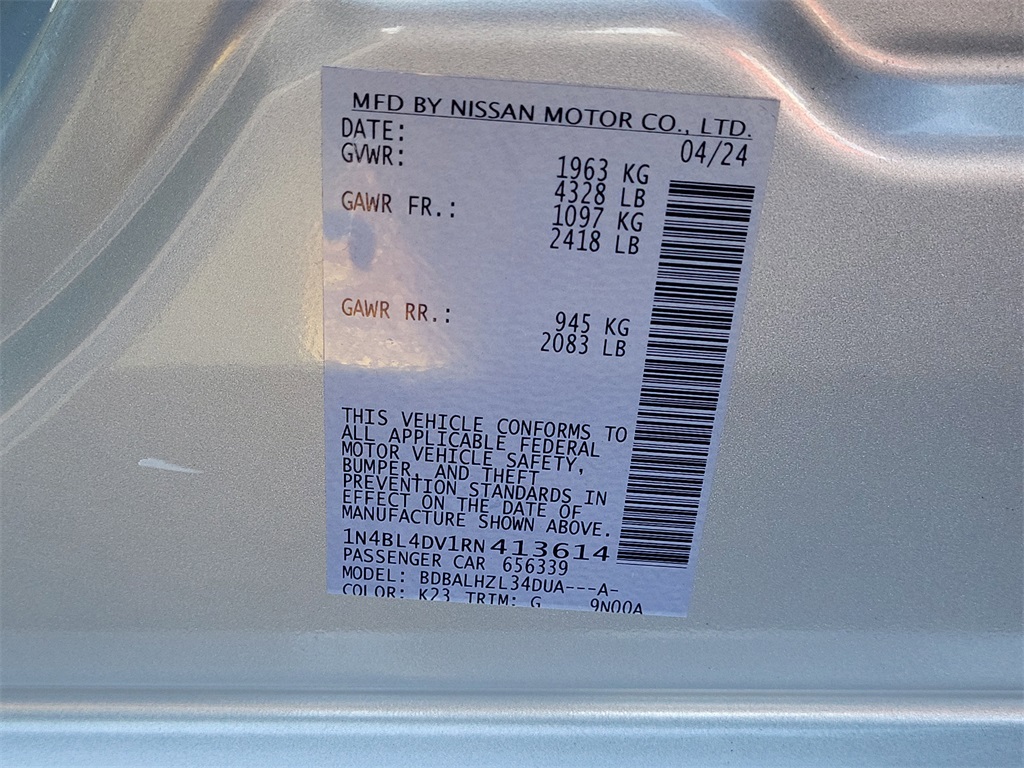 MFD BY NISSAN MOTOR CO., LTD.
DATE: 04/24
GVWR: 1963 KG
4328 LB
GAWR FR.: 1097 KG
2418 LB
GAWR RR.: 945 KG
2083 LB
THIS VEHICLE CONFORMS TO
ALL APPLICABLE FEDERAL
MOTOR VEHICLE SAFETY,
BUMPER, AND THEFT
PREVENTION STANDARDS IN
EFFECT ON THE DATE OF
MANUFACTURE SHOWN ABOVE.
1N4BL4DV1RN413614
PASSENGER CAR 656339
MODEL: BDBALHZL34DUA---A-
COLOR: K23 TRIM: G 9N00A